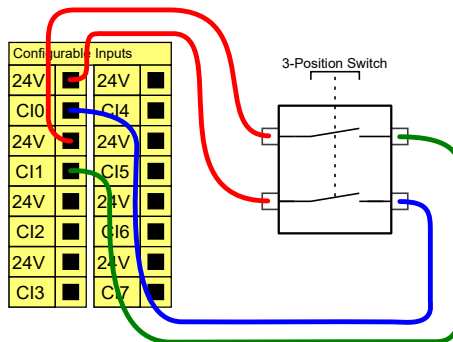 Configurable Inputs
3-Position Switch
24V 24V
CI0 CI4
24V 24V
CI1 CI5
24V 24V
CI2 CI6
24V 24V
CI3 CI7